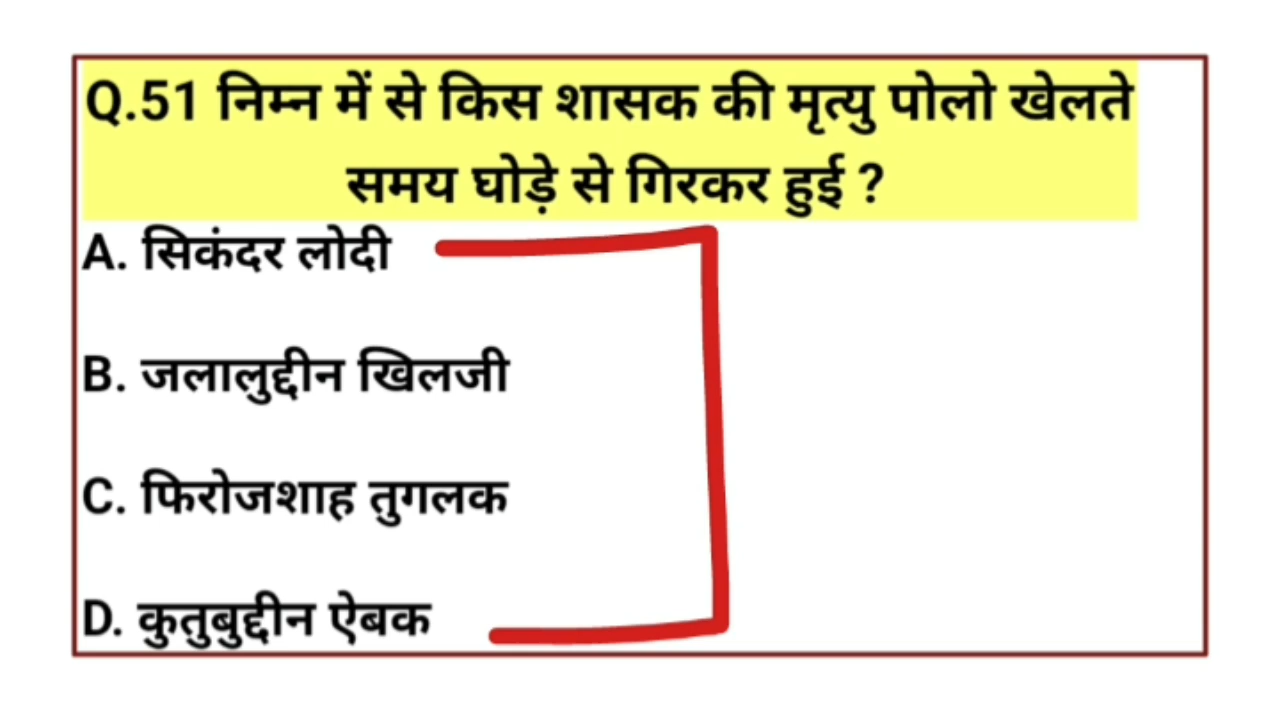 Q.51 निम्न में से किस शासक की मृत्यु पोलो खेलते
समय घोड़े से गिरकर हुई ?
A. सिकंदर लोदी
B. जलालुद्दीन खिलजी
C. फिरोजशाह तुगलक
D. कुतुबुद्दीन ऐबक